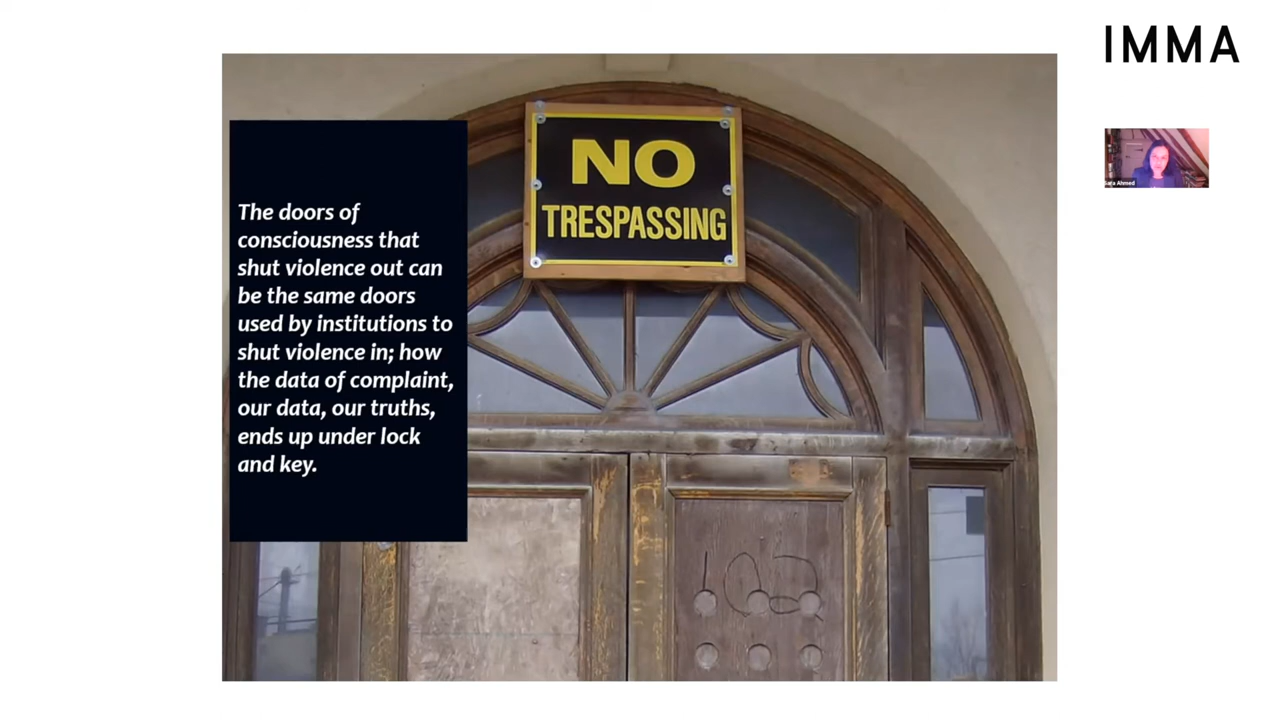 IMMA
NO
TRESPASSING
The doors of
consciousness that
shut violence out can
be the same doors
used by institutions to
shut violence in; how
the data of complaint,
our data, our truths,
ends up under lock
and key.
Sara Ahmed